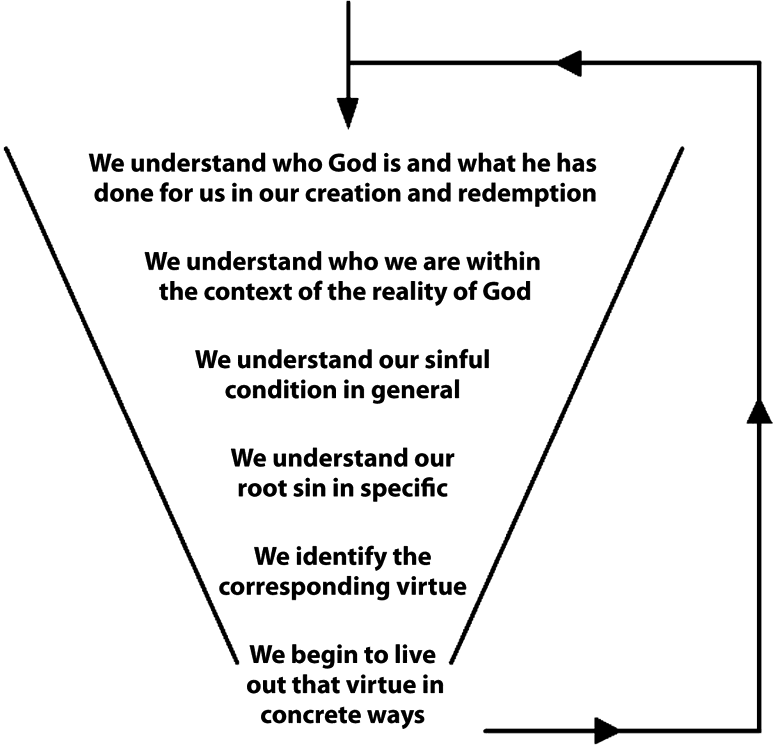 We understand who God is and what he has
done for us in our creation and redemption
We understand who we are within
the context of the reality of God
We understand our sinful
condition in general
We understand our
root sin in specific
We identify the
corresponding virtue
We begin to live
out that virtue in
concrete ways